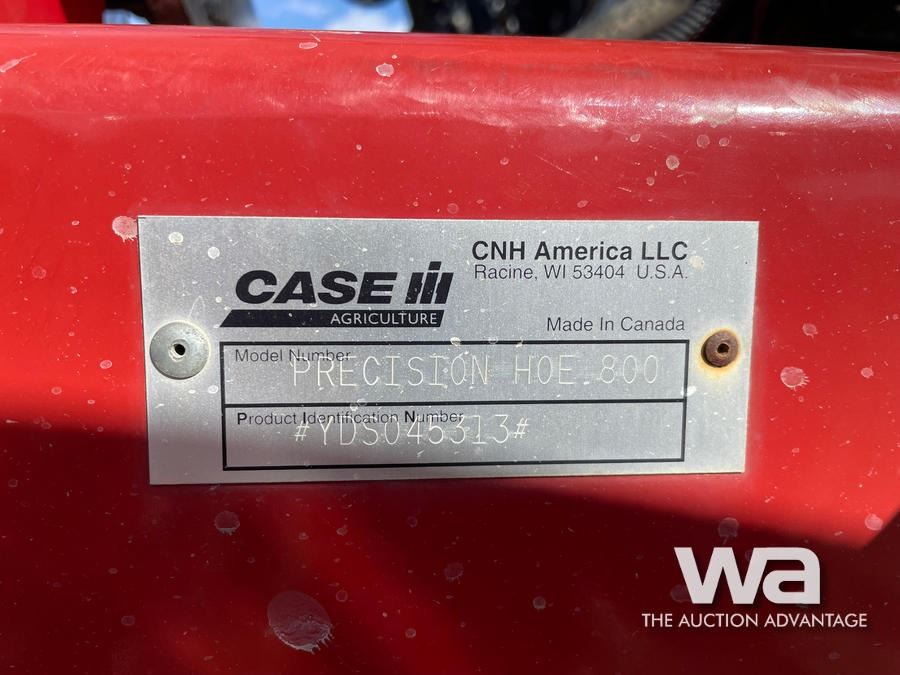 CNH America LLC
Racine, WI 53404 U.S.A.
CASE IH
AGRICULTURE
Made In Canada
Model Number
PRECISION HOE 800
Product Identification Number
#YDS045313#
wa
THE AUCTION ADVANTAGE